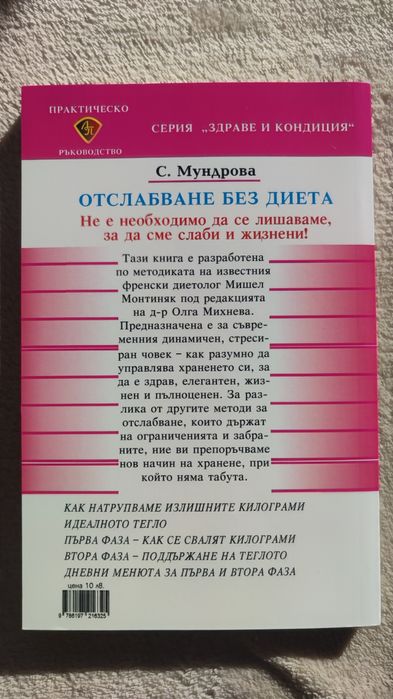 ПРАКТИЧЕСКО
АП
РЪКОВОДСТВО
СЕРИЯ „ЗДРАВЕ И КОНДИЦИЯ“
С. Мундрова
ОТСЛАБВАНЕ БЕЗ ДИЕТА
Не е необходимо да се лишаваме,
за да сме слаби и жизнени!
Тази книга е разработена
по методиката на известния
френски диетолог Мишел
Монтиняк под редакцията
на д-р Олга Михнева.
Предназначена е за съвре-
менния динамичен, стреси-
ран човек – как разумно да
управлява храненето си, за
да е здрав, елегантен, жиз-
нен и пълноценен. За раз-
лика от другите методи за
отслабване, които държат
на ограниченията и забра-
ните, ние ви препоръчваме
нов начин на хранене, при
който няма табута.
КАК НАТРУПВАМЕ ИЗЛИШНИТЕ КИЛОГРАМИ
ИДЕАЛНОТО ТЕГЛО
ПЪРВА ФАЗА – КАК СЕ СВАЛЯТ КИЛОГРАМИ
ВТОРА ФАЗА – ПОДДЪРЖАНЕ НА ТЕГЛОТО
ДНЕВНИ МЕНЮТА ЗА ПЪРВА И ВТОРА ФАЗА
цена 10 лв.
9 786197 216325